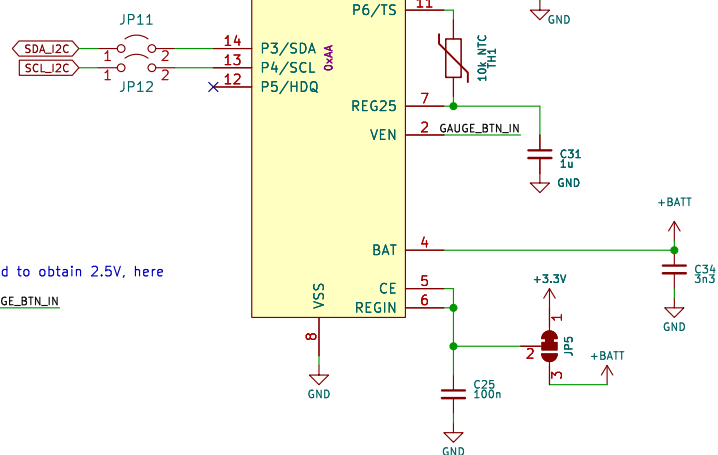 P6/TS 11
GND
JP11
SDA_I2C 1 2 14 P3/SDA
SCL_I2C 1 2 13 P4/SCL
0xAA
JP12
12 P5/HDQ
10k NTC
TH1
REG25 7
VEN 2 GAUGE_BTN_IN
C31
1u
GND
+BATT
BAT 4
C34
3n3
GND
d to obtain 2.5V, here
GE_BTN_IN
VSS
8
GND
CE 5
REGIN 6
+3.3V
1
2
JP5
3
+BATT
C25
100n
GND